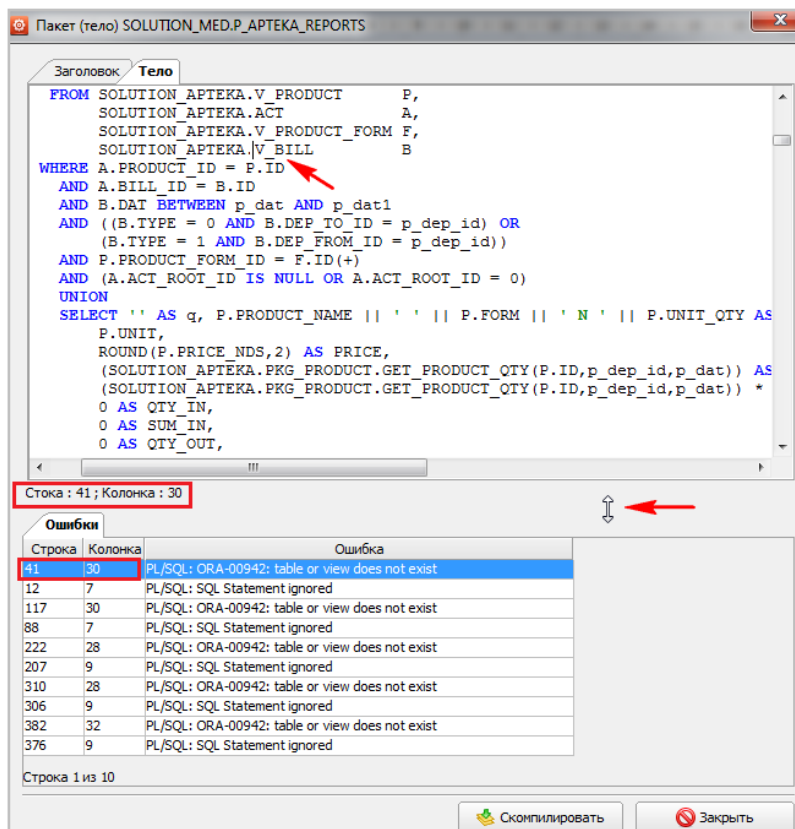 Пакет (тело) SOLUTION_MED.P_APTEKA_REPORTS
Заголовок Тело
FROM SOLUTION_APTEKA.V_PRODUCT P,
SOLUTION_APTEKA.ACT A,
SOLUTION_APTEKA.V_PRODUCT_FORM F,
SOLUTION_APTEKA.V_BILL B
WHERE A.PRODUCT_ID = P.ID
AND A.BILL_ID = B.ID
AND B.DAT BETWEEN p_dat AND p_dat1
AND ((B.TYPE = 0 AND B.DEP_TO_ID = p_dep_id) OR
(B.TYPE = 1 AND B.DEP_FROM_ID = p_dep_id))
AND P.PRODUCT_FORM_ID = F.ID(+)
AND (A.ACT_ROOT_ID IS NULL OR A.ACT_ROOT_ID = 0)
UNION
SELECT '' AS q, P.PRODUCT_NAME || ' ' || P.FORM || ' N ' || P.UNIT_QTY AS
P.UNIT,
ROUND(P.PRICE_NDS,2) AS PRICE,
(SOLUTION_APTEKA.PKG_PRODUCT.GET_PRODUCT_QTY(P.ID,p_dep_id,p_dat)) AS
(SOLUTION_APTEKA.PKG_PRODUCT.GET_PRODUCT_QTY(P.ID,p_dep_id,p_dat)) *
0 AS QTY_IN,
0 AS SUM_IN,
0 AS QTY_OUT,
Стока : 41 ; Колонка : 30
Ошибки
Строка Колонка Ошибка
41 30 PL/SQL: ORA-00942: table or view does not exist
12 7 PL/SQL: SQL Statement ignored
117 30 PL/SQL: ORA-00942: table or view does not exist
88 7 PL/SQL: SQL Statement ignored
222 28 PL/SQL: ORA-00942: table or view does not exist
207 9 PL/SQL: SQL Statement ignored
310 28 PL/SQL: ORA-00942: table or view does not exist
306 9 PL/SQL: SQL Statement ignored
382 32 PL/SQL: ORA-00942: table or view does not exist
376 9 PL/SQL: SQL Statement ignored
Строка 1 из 10
Скомпилировать Закрыть